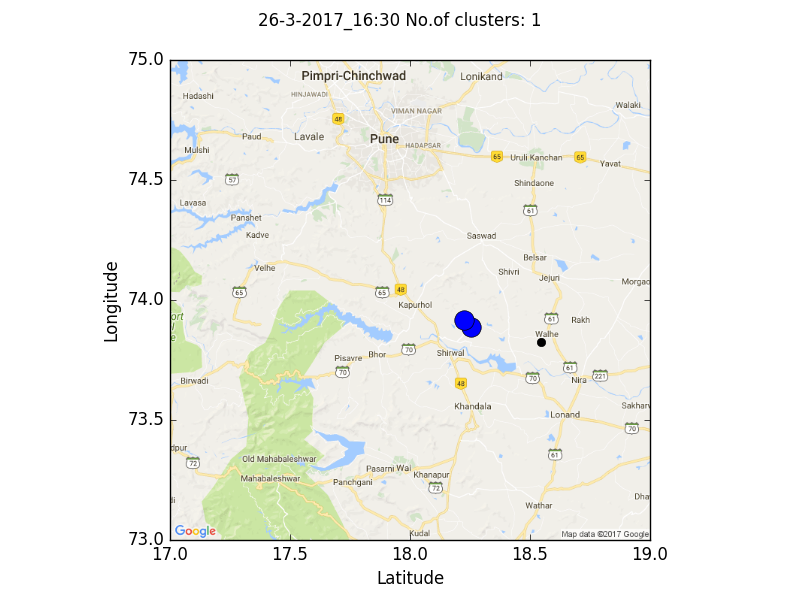 26-3-2017_16:30 No.of clusters: 1
75.0
74.5
74.0
73.5
73.0
Longitude
17.0 17.5 18.0 18.5 19.0
Latitude
Pimpri-Chinchwad
Lonikand
Hadashi
HINJAWADI
VIMAN NAGAR
Walaki
48
Paud
Lavale
Pune
HADAPSAR
Mulshi
65
Uruli Kanchan
65
Yavat
57
Shindaone
Lavasa
114
61
Panshet
Kadve
Saswad
Belsar
Velhe
Shivri
Jejuri
65
65
48
Morgao
Kapurhol
61
Rakh
ort
l
e
Walhe
Pisavre
Bhor
70
Shirwal
70
61
Birwadi
70
Nira
221
48
Khandala
Lonand
Sakharv
70
dpur
72
Old Mahabaleshwar
61
Mahabaleshwar
Pasarni
Wai
Khanapur
Panchgani
72
Dha
di
Wathar
Kudal
Google
Map data ©2017 Google